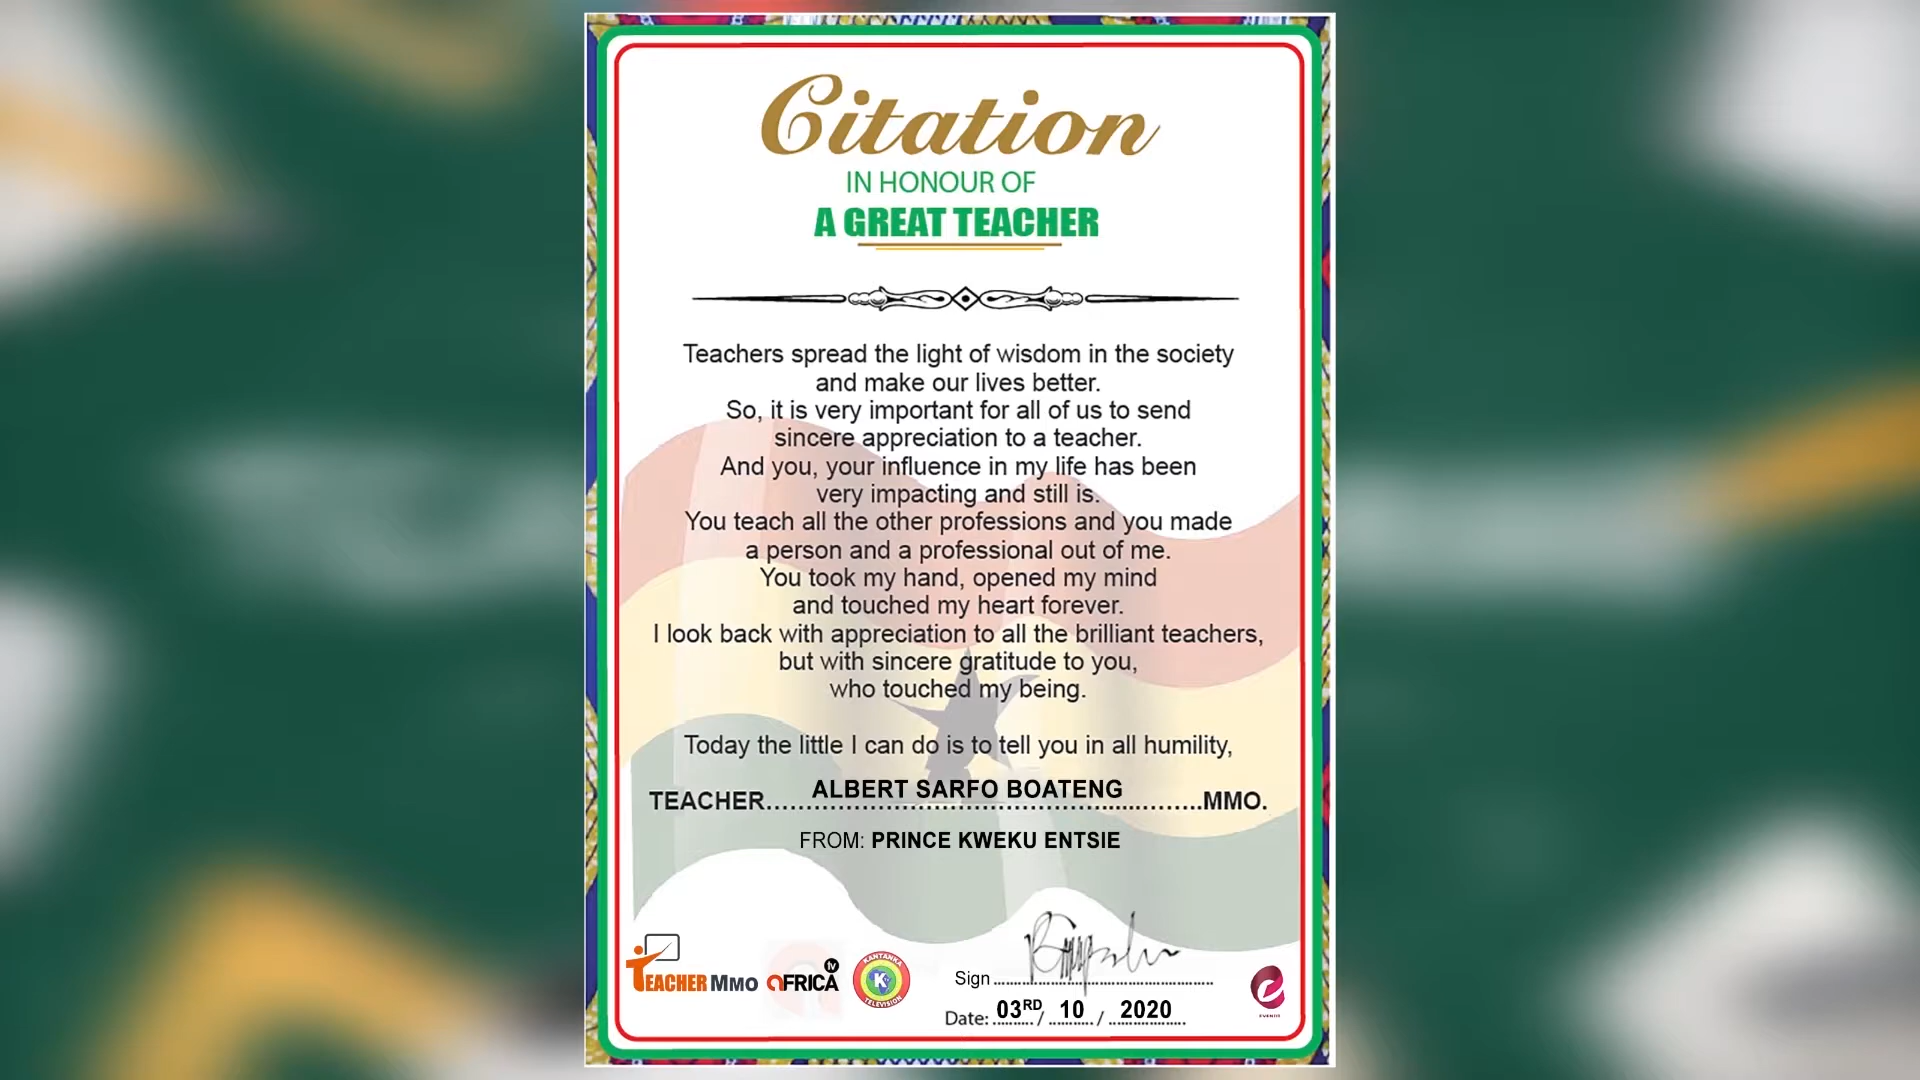 Citation
IN HONOUR OF
A GREAT TEACHER
Teachers spread the light of wisdom in the society
and make our lives better.
So, it is very important for all of us to send
sincere appreciation to a teacher.
And you, your influence in my life has been
very impacting and still is.
You teach all the other professions and you made
a person and a professional out of me.
You took my hand, opened my mind
and touched my heart forever.
I look back with appreciation to all the brilliant teachers,
but with sincere gratitude to you,
who touched my being.
Today the little I can do is to tell you in all humility,
TEACHER.....ALBERT SARFO BOATENG.....MMO.
FROM: PRINCE KWEKU ENTSIE
TEACHER MMO
AFRICA tv
KANTANKA
K
TELEVISION
Sign
Date: 03RD / 10 / 2020